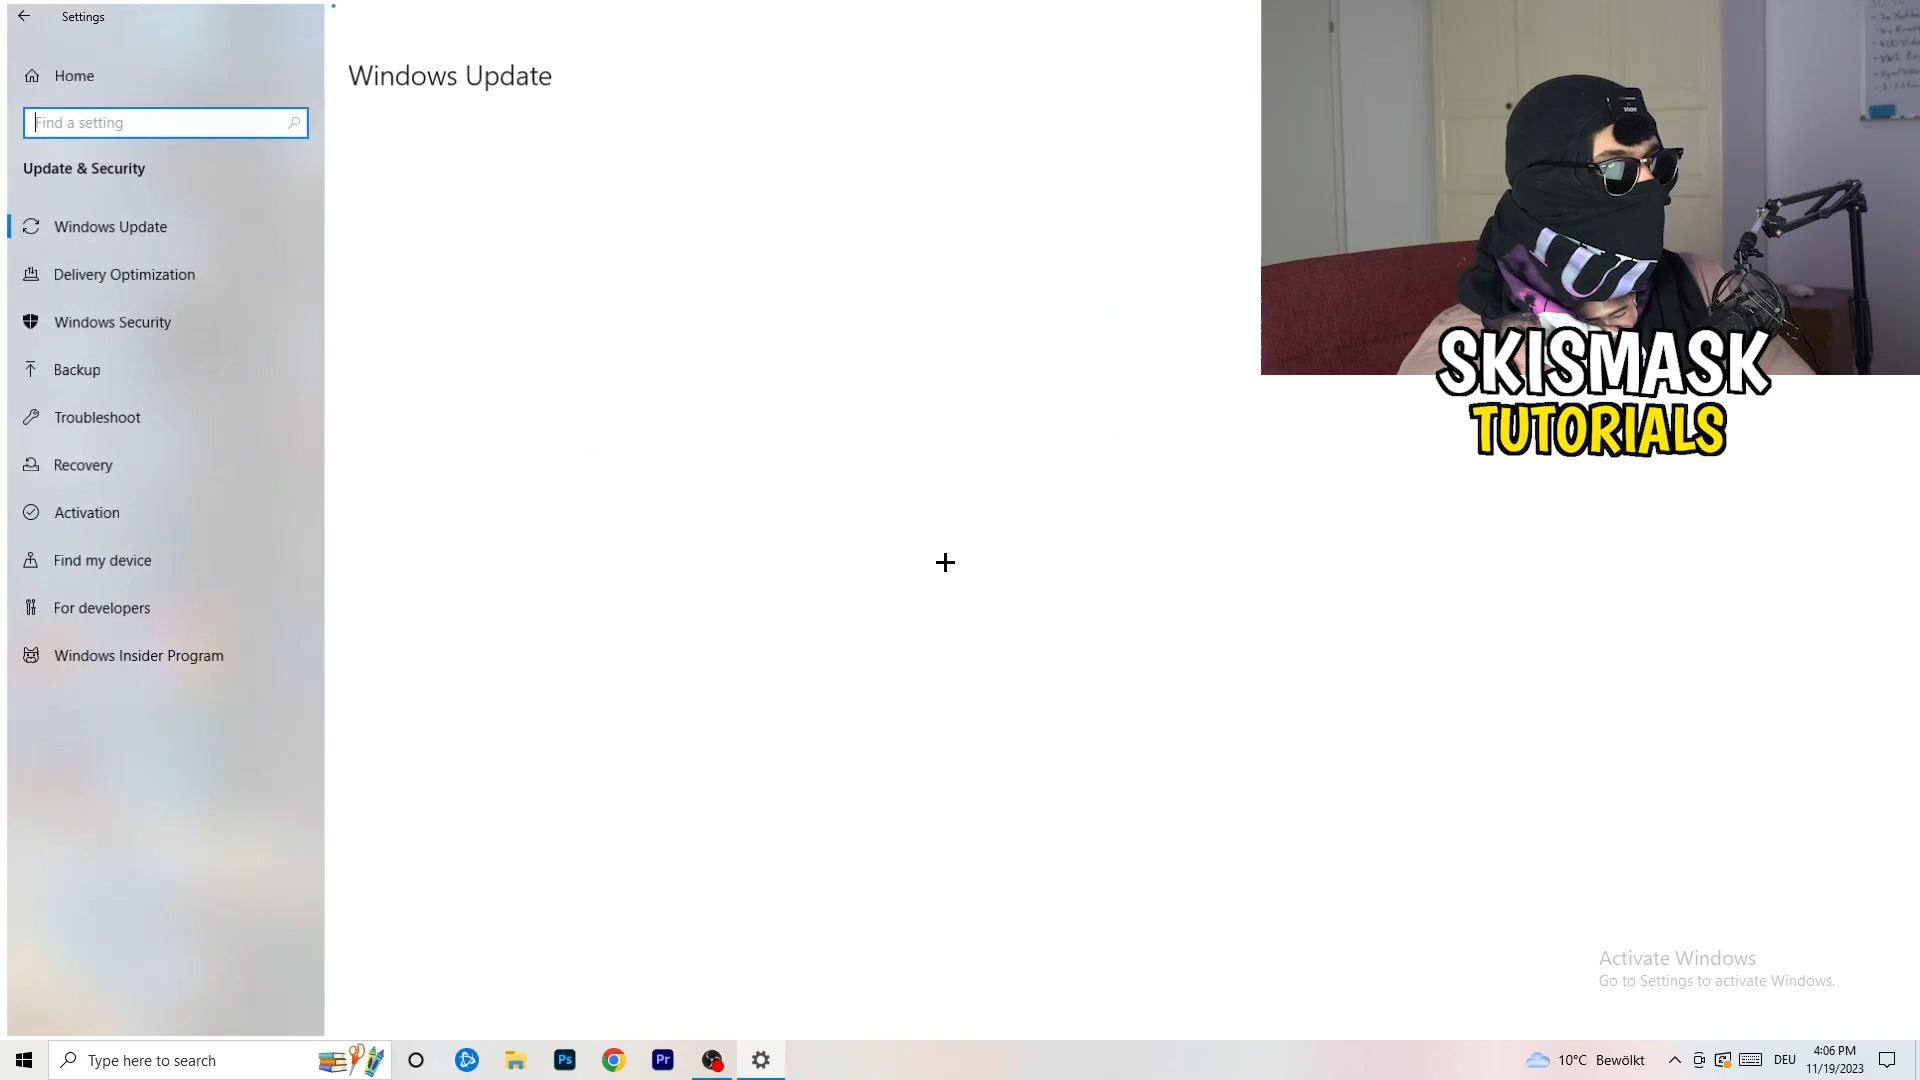 Settings
Home
Find a setting
Update & Security
Windows Update
Delivery Optimization
Windows Security
Backup
Troubleshoot
Recovery
Activation
Find my device
For developers
Windows Insider Program
Windows Update
SKISMASK
TUTORIALS
Activate Windows
Go to Settings to activate Windows.
Type here to search
Ps
Pr
10°C Bewölkt
DEU
4:06 PM
11/19/2023